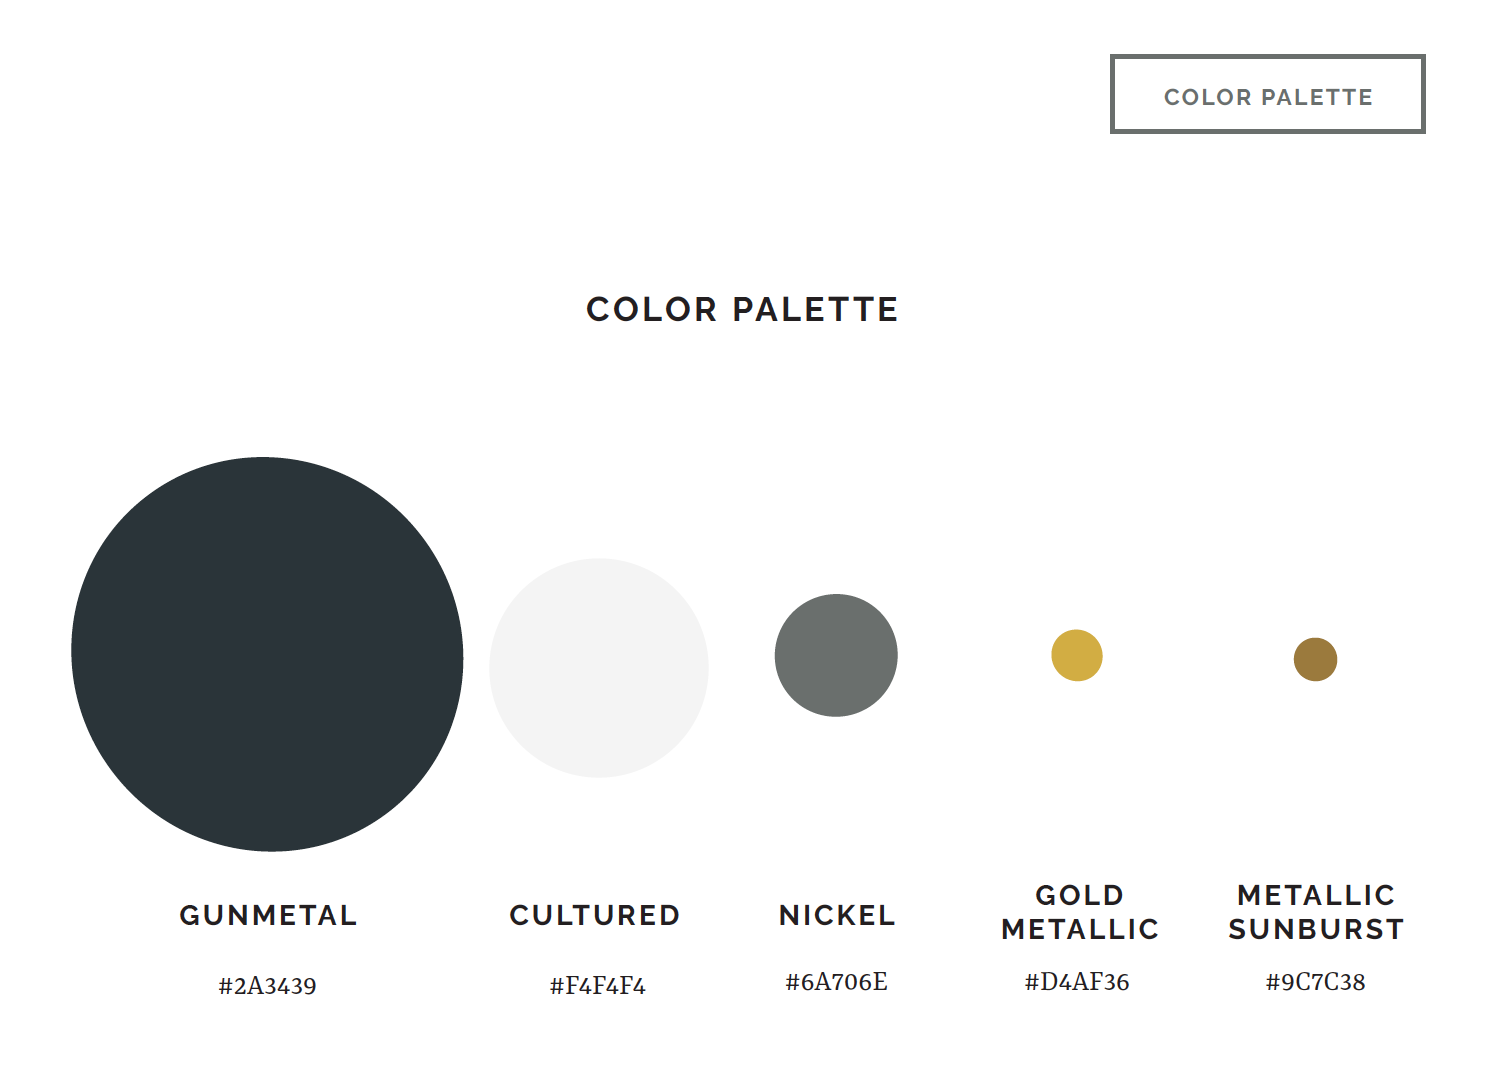 COLOR PALETTE
COLOR PALETTE
GUNMETAL
#2A3439
CULTURED
#F4F4F4
NICKEL
#6A706E
GOLD
METALLIC
#D4AF36
METALLIC
SUNBURST
#9C7C38